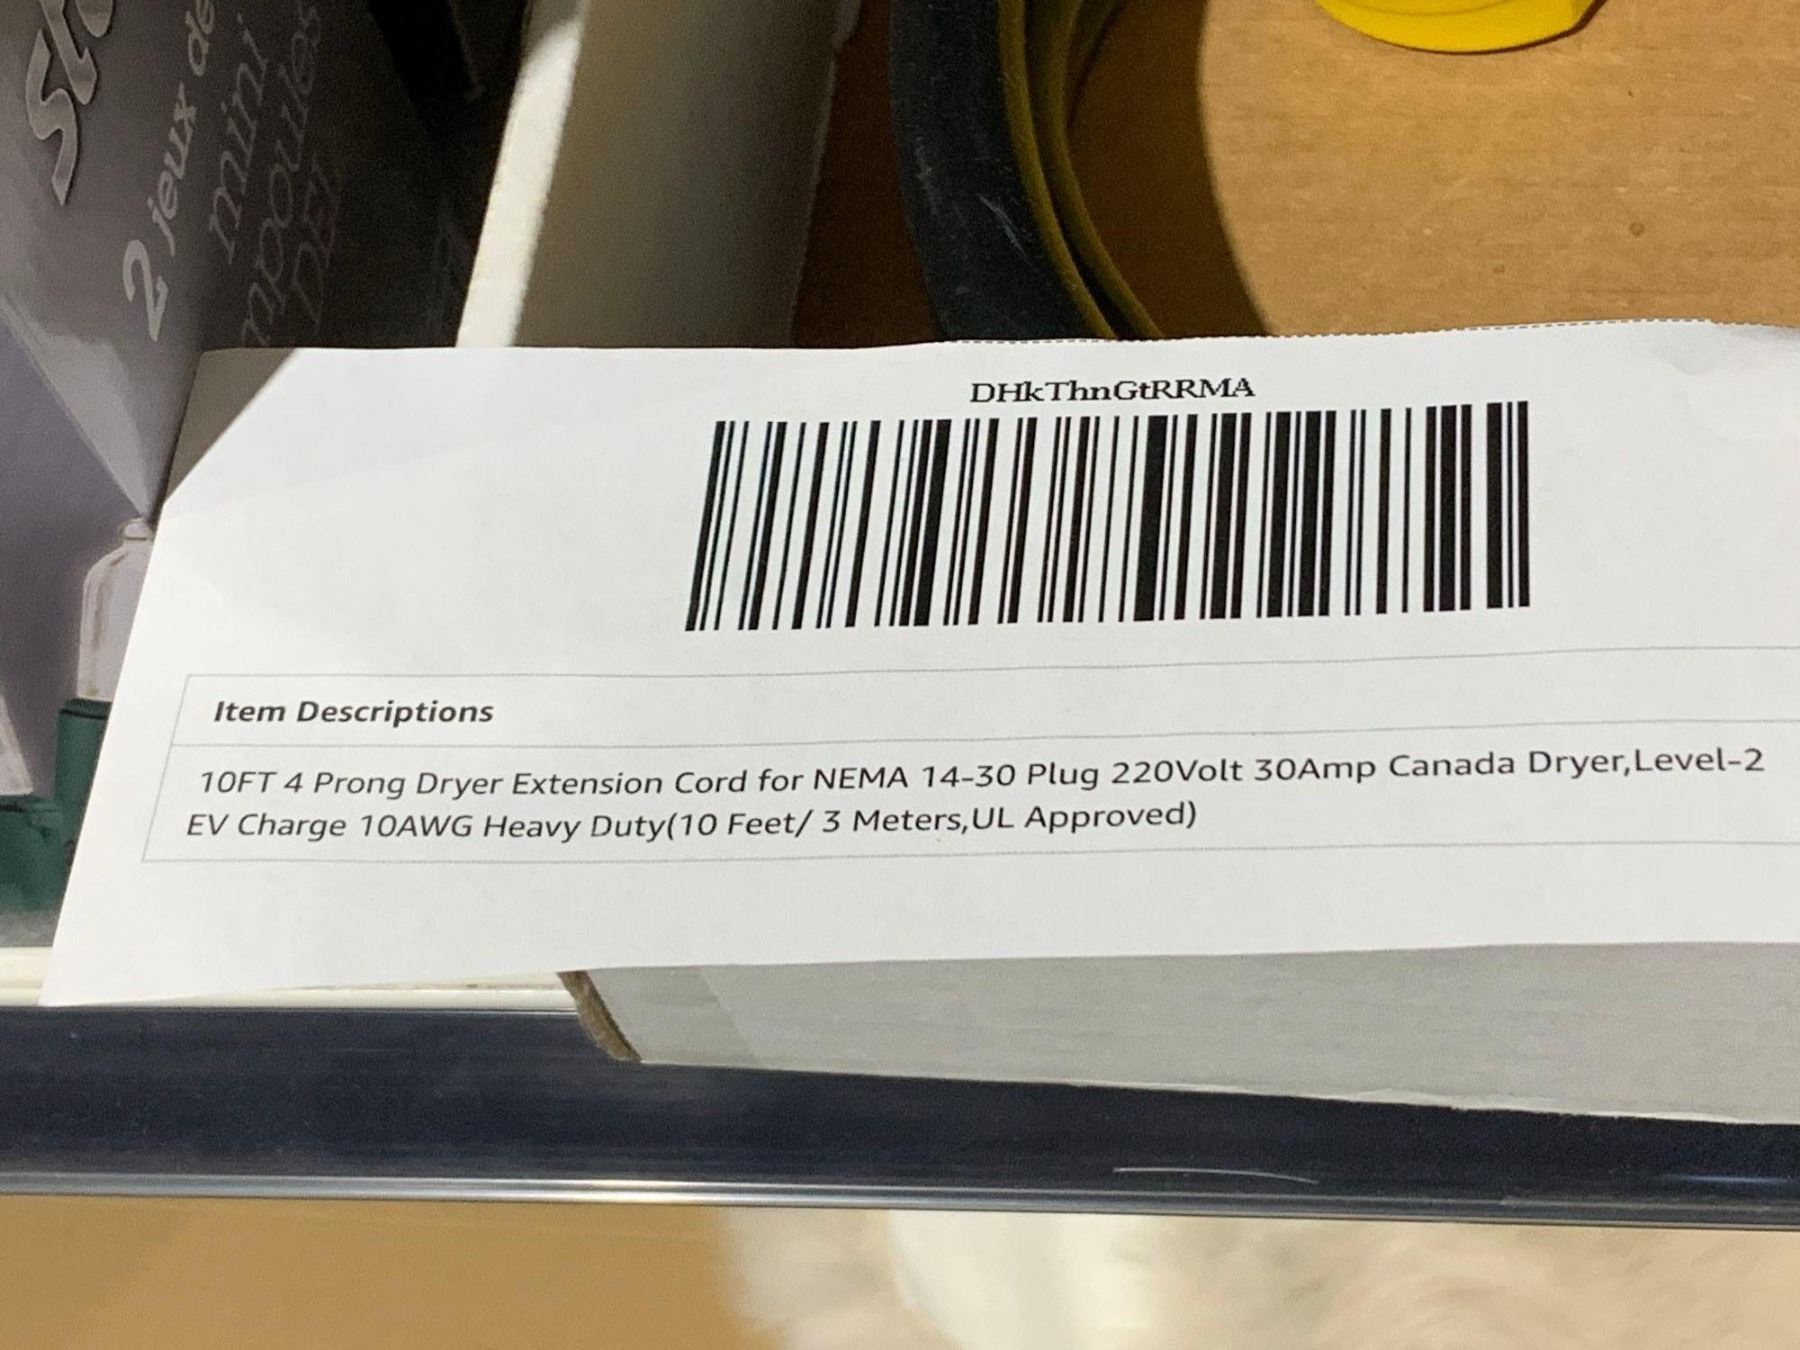 2 jeux de
mini
DHkThnGtRRMA
Item Descriptions
10FT 4 Prong Dryer Extension Cord for NEMA 14-30 Plug 220Volt 30Amp Canada Dryer,Level-2
EV Charge 10AWG Heavy Duty(10 Feet/ 3 Meters,UL Approved)